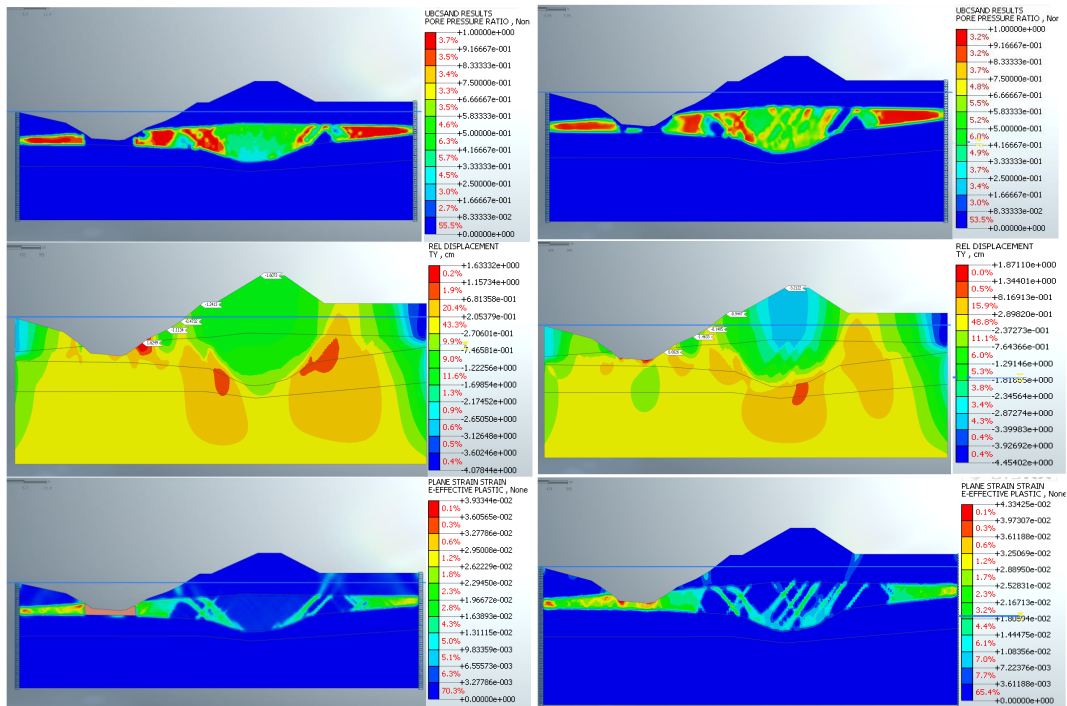 UBCSAND RESULTS
PORE PRESSURE RATIO , Non
+1.00000e+000
3.7%
+9.16667e-001
3.5%
+8.33333e-001
3.4%
+7.50000e-001
3.3%
+6.66667e-001
3.5%
+5.83333e-001
4.6%
+5.00000e-001
6.3%
+4.16667e-001
5.7%
+3.33333e-001
4.5%
+2.50000e-001
3.0%
+1.66667e-001
2.7%
+8.33333e-002
55.5%
+0.00000e+000
UBCSAND RESULTS
PORE PRESSURE RATIO , Nor
+1.00000e+000
3.2%
+9.16667e-001
3.2%
+8.33333e-001
3.7%
+7.50000e-001
4.8%
+6.66667e-001
5.5%
+5.83333e-001
5.2%
+5.00000e-001
6.0%
+4.16667e-001
4.9%
+3.33333e-001
3.7%
+2.50000e-001
3.4%
+1.66667e-001
3.0%
+8.33333e-002
53.5%
+0.00000e+000
REL DISPLACEMENT
TY , cm
+1.63332e+000
0.2%
+1.15734e+000
1.9%
+6.81358e-001
20.4%
+2.05379e-001
43.3%
-2.70601e-001
9.9%
-7.46581e-001
9.0%
-1.22256e+000
11.6%
-1.69854e+000
1.3%
-2.17452e+000
0.9%
-2.65050e+000
0.6%
-3.12648e+000
0.5%
-3.60246e+000
0.4%
-4.07844e+000
REL DISPLACEMENT
TY , cm
+1.87110e+000
0.0%
+1.34401e+000
0.5%
+8.16913e-001
15.9%
+2.89820e-001
48.8%
-2.37273e-001
11.1%
-7.64366e-001
6.0%
-1.29146e+000
5.3%
-1.81855e+000
3.8%
-2.34564e+000
3.4%
-2.87274e+000
4.3%
-3.39983e+000
0.4%
-3.92692e+000
0.4%
-4.45402e+000
PLANE STRAIN STRAIN
E-EFFECTIVE PLASTIC , None
+3.93344e-002
0.1%
+3.60565e-002
0.3%
+3.27786e-002
0.6%
+2.95008e-002
1.2%
+2.62229e-002
1.8%
+2.29450e-002
2.3%
+1.96672e-002
2.8%
+1.63893e-002
4.3%
+1.31115e-002
5.0%
+9.83359e-003
5.1%
+6.55573e-003
6.3%
+3.27786e-003
70.3%
+0.00000e+000
PLANE STRAIN STRAIN
E-EFFECTIVE PLASTIC , None
+4.33425e-002
0.1%
+3.97307e-002
0.3%
+3.61188e-002
0.6%
+3.25069e-002
1.2%
+2.88950e-002
1.7%
+2.52831e-002
2.3%
+2.16713e-002
3.2%
+1.80594e-002
4.4%
+1.44475e-002
6.1%
+1.08356e-002
7.0%
+7.22376e-003
7.7%
+3.61188e-003
65.4%
+0.00000e+000